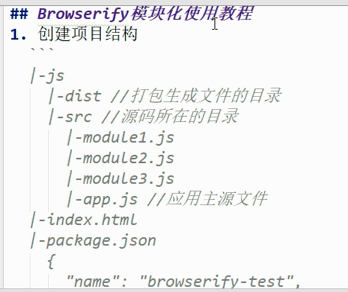 ## Browserify模块化使用教程
1. 创建项目结构
```
|-js
|-dist //打包生成文件的目录
|-src //源码所在的目录
|-module1.js
|-module2.js
|-module3.js
|-app.js //应用主源文件
|-index.html
|-package.json
{
"name": "browserify-test",